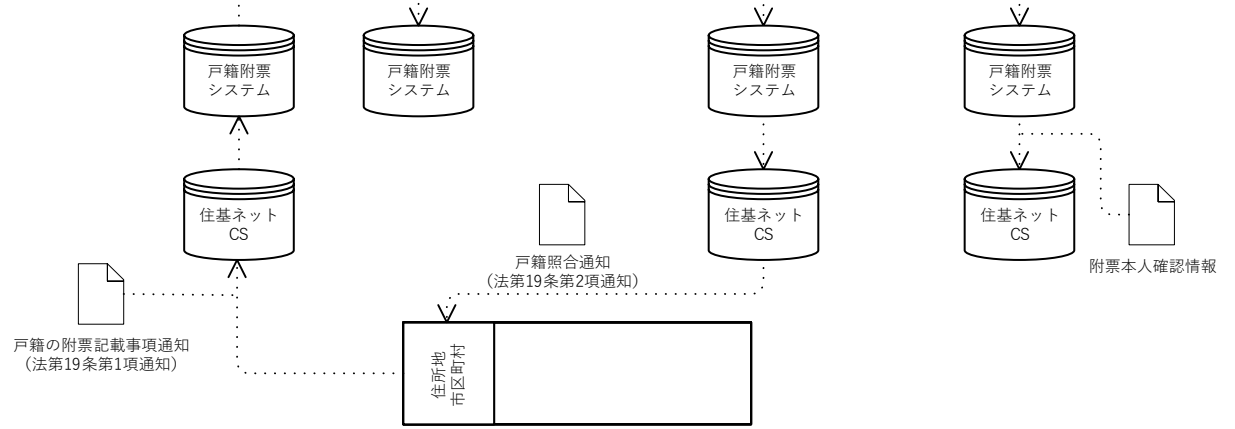 戸籍附票
システム
戸籍附票
システム
戸籍附票
システム
戸籍附票
システム
住基ネット
CS
住基ネット
CS
住基ネット
CS
戸籍照合通知
(法第19条第2項通知)
附票本人確認情報
戸籍の附票記載事項通知
(法第19条第1項通知)
住所地
市区町村